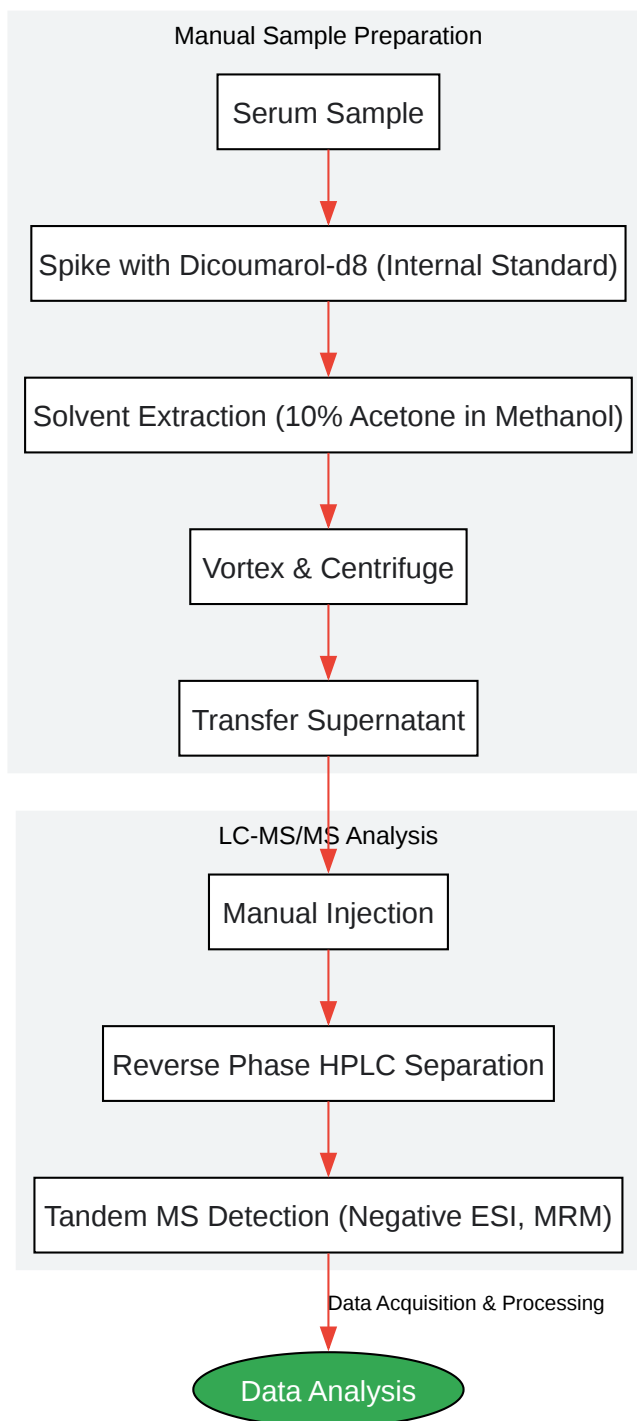 Manual Sample Preparation
Serum Sample
Spike with Dicoumarol-d8 (Internal Standard)
Solvent Extraction (10% Acetone in Methanol)
Vortex & Centrifuge
Transfer Supernatant
LC-MS/MS Analysis
Manual Injection
Reverse Phase HPLC Separation
Tandem MS Detection (Negative ESI, MRM)
Data Acquisition & Processing
Data Analysis